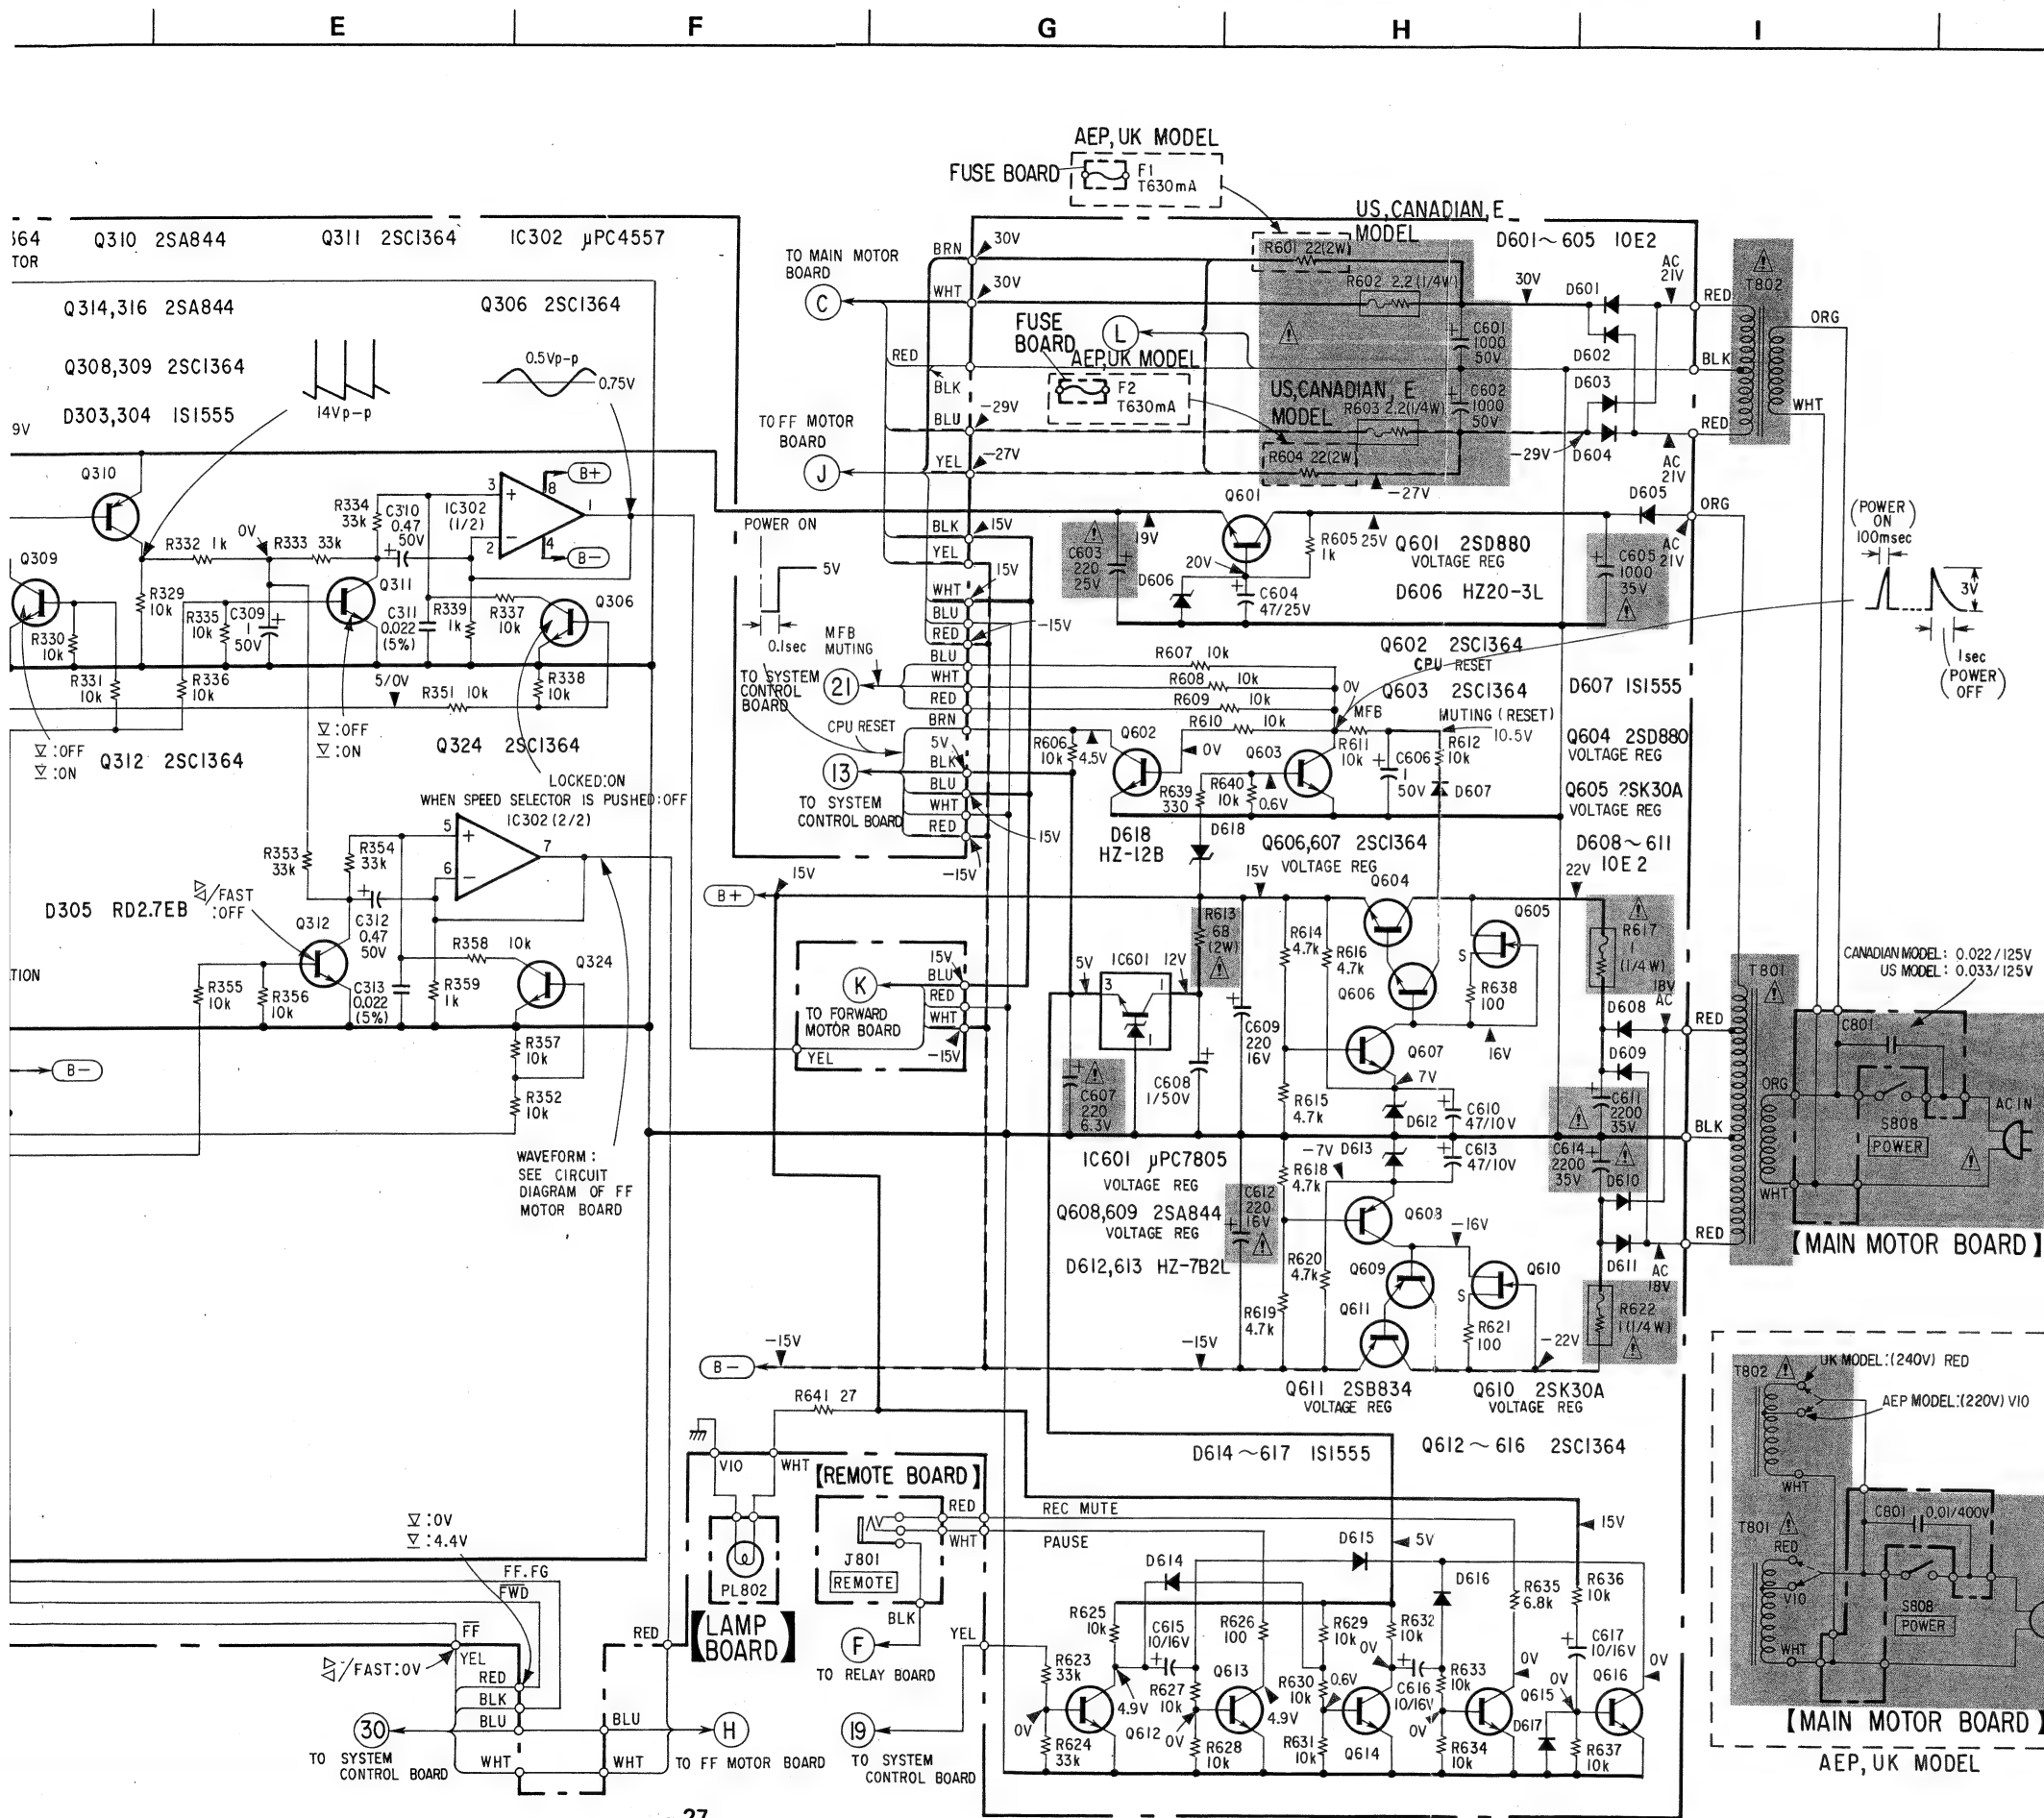 E F G H I
AEP, UK MODEL
FUSE BOARD
F1
T630mA
US,CANADIAN,E
MODEL
364
TOR
Q310 2SA844
Q311 2SC1364
IC302 µPC4557
D601～605 10E2
Q314,316 2SA844
Q306 2SC1364
Q308,309 2SC1364
D303,304 1S1555
9V
14Vp-p
0.5Vp-p
0.75V
TO MAIN MOTOR
BOARD
C
BRN
30V
WHT
30V
RED
BLK
BLU
-29V
YEL
-27V
TO FF MOTOR
BOARD
J
FUSE
BOARD
L
AEP,UK MODEL
F2
T630mA
R601 22(2W)
R602 2.2(1/4W)
C601
1000
50V
C602
1000
50V
US,CANADIAN, E
MODEL
R603 2.2(1/4W)
R604 22(2W)
-27V
30V
D601
D602
D603
D604
-29V
AC
21V
AC
21V
RED
BLK
RED
T802
ORG
WHT
D605
ORG
AC
21V
Q310
Q309
R332 1k
0V
R333 33k
R334
33k
C310
0.47
50V
IC302
(1/2)
3
2
8
4
1
B+
B-
Q311
R329
10k
R335
10k
C309
1
50V
C311
0.022
(5%)
R339
1k
R337
10k
Q306
R330
10k
R331
10k
R336
10k
5/0V
R351 10k
R338
10k
:OFF
:ON
:OFF
:ON
Q312 2SC1364
Q324 2SC1364
LOCKED:ON
WHEN SPEED SELECTOR IS PUSHED:OFF
IC302(2/2)
POWER ON
5V
0.1sec
MFB
MUTING
TO SYSTEM
CONTROL
BOARD
21
CPU RESET
13
TO SYSTEM
CONTROL BOARD
BLK
15V
YEL
WHT
15V
BLU
RED
-15V
BLU
WHT
RED
BRN
5V
BLK
BLU
WHT
RED
15V
-15V
C603
220
25V
19V
Q601
20V
D606
C604
47/25V
R605
1k
25V
Q601 2SD880
VOLTAGE REG
D606 HZ20-3L
C605
1000
35V
(POWER
ON)
100msec
3V
1sec
(POWER
OFF)
Q602 2SC1364
CPU RESET
Q603 2SC1364
MFB
MUTING (RESET)
10.5V
D607 1S1555
Q604 2SD880
VOLTAGE REG
Q605 2SK30A
VOLTAGE REG
R607 10k
R608 10k
R609 10k
R610 10k
0V
R606
10k
4.5V
Q602
0V
Q603
R611
10k
C606
1
50V
R612
10k
D607
R639
330
R640
10k
0.6V
D618
HZ-12B
D618
Q606,607 2SC1364
VOLTAGE REG
D608～611
10E2
R353
33k
R354
33k
5
6
7
D305 RD2.7EB
/FAST
:OFF
Q312
C312
0.47
50V
R358 10k
Q324
TION
R355
10k
R356
10k
C313
0.022
(5%)
R359
1k
R357
10k
R352
10k
B-
WAVEFORM:
SEE CIRCUIT
DIAGRAM OF FF
MOTOR BOARD
B+
15V
K
TO FORWARD
MOTOR BOARD
YEL
15V
BLU
RED
WHT
-15V
R613
68
(2W)
5V
IC601
12V
3
1
1
C607
220
6.3V
C608
1/50V
C609
220
16V
15V
Q604
22V
Q605
S
R614
4.7k
R616
4.7k
Q606
R638
100
16V
Q607
7V
R615
4.7k
D612
C610
47/10V
R617
1
(1/4W)
18V
AC
D608
D609
C611
2200
35V
C614
2200
35V
D610
D611
AC
18V
R622
1(1/4W)
RED
BLK
RED
T801
ORG
WHT
CANADIAN MODEL: 0.022/125V
US MODEL: 0.033/125V
C801
S808
POWER
AC IN
【MAIN MOTOR BOARD】
IC601 µPC7805
VOLTAGE REG
Q608,609 2SA844
VOLTAGE REG
D612,613 HZ-7B2L
C612
220
16V
-7V
D613
C613
47/10V
R618
4.7k
Q608
-16V
R620
4.7k
Q609
Q610
S
R619
4.7k
Q611
R621
100
-22V
B-
-15V
-15V
Q611 2SB834
VOLTAGE REG
Q610 2SK30A
VOLTAGE REG
R641 27
D614～617 1S1555
Q612～616 2SC1364
VIO
WHT
【REMOTE BOARD】
RED
WHT
REC MUTE
PAUSE
J801
REMOTE
BLK
PL802
【LAMP
BOARD】
F
TO RELAY BOARD
YEL
:0V
:4.4V
FF.FG
FWD
FF
YEL
RED
BLK
BLU
WHT
/FAST:0V
30
TO SYSTEM
CONTROL BOARD
RED
BLU
WHT
H
TO FF MOTOR BOARD
19
TO SYSTEM
CONTROL BOARD
D614
D615
5V
D616
15V
R625
10k
C615
10/16V
R626
100
R629
10k
R632
10k
R635
6.8k
R636
10k
C617
10/16V
R623
33k
R624
33k
0V
4.9V
Q612
R627
10k
Q613
0V
R628
10k
4.9V
R630
10k
0.6V
R631
10k
0V
Q614
C616
10/16V
0V
R633
10k
R634
10k
0V
Q615
0V
D617
Q616
0V
R637
10k
T802
UK MODEL:(240V) RED
AEP MODEL:(220V) VIO
WHT
T801
RED
VIO
WHT
C801 0.01/400V
S808
POWER
【MAIN MOTOR BOARD】
AEP, UK MODEL
27